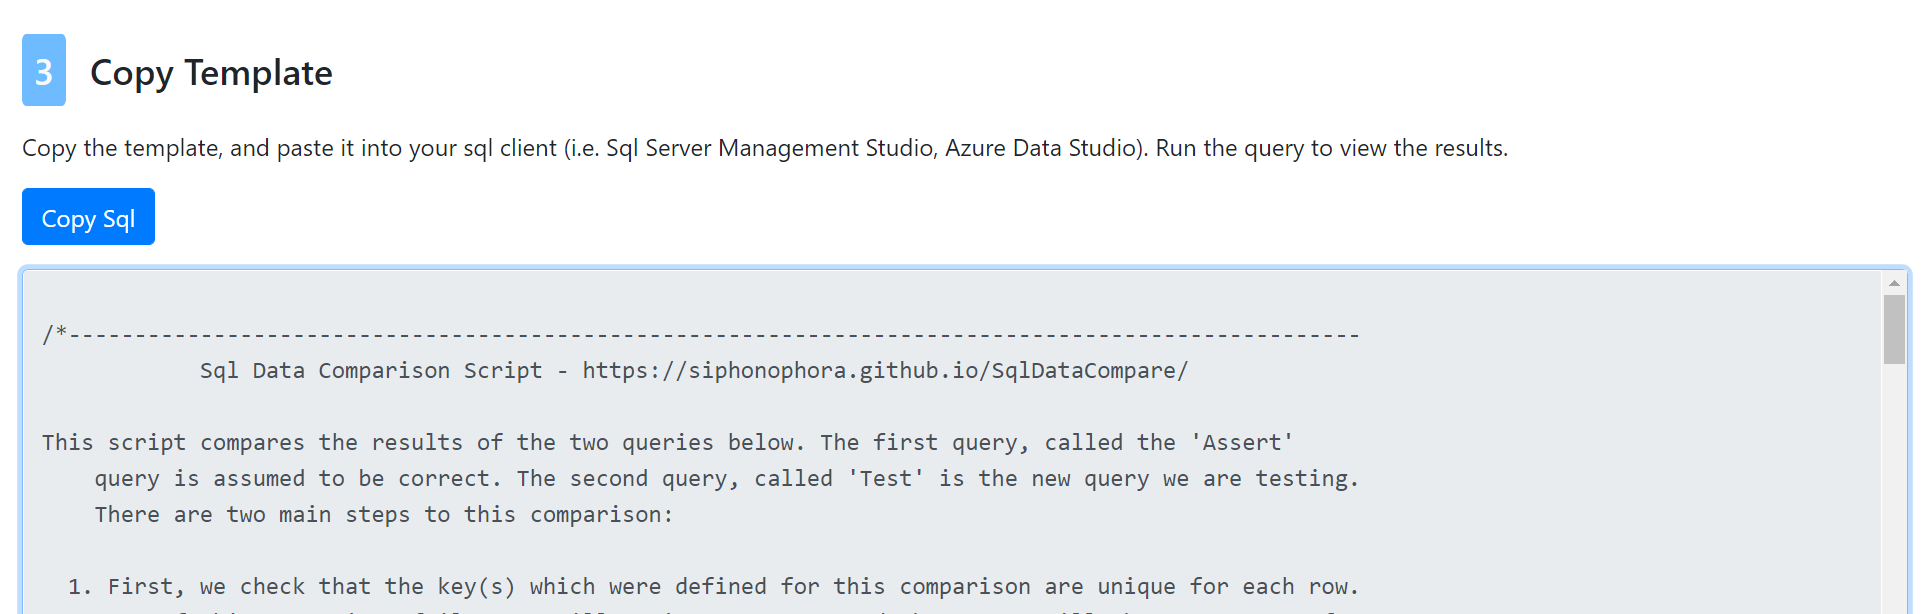 3 Copy Template
Copy the template, and paste it into your sql client (i.e. Sql Server Management Studio, Azure Data Studio). Run the query to view the results.
Copy Sql
/*--------------------------------------------------------------------------------------------------
Sql Data Comparison Script - https://siphonophora.github.io/SqlDataCompare/
This script compares the results of the two queries below. The first query, called the 'Assert'
query is assumed to be correct. The second query, called 'Test' is the new query we are testing.
There are two main steps to this comparison:
1. First, we check that the key(s) which were defined for this comparison are unique for each row.